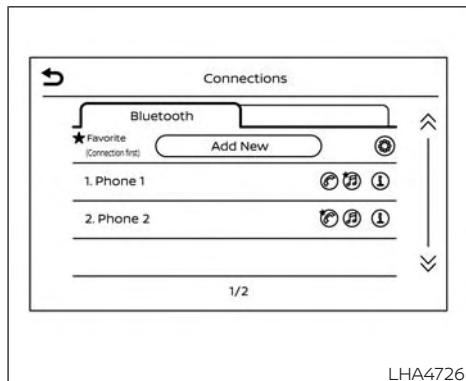 Connections
Bluetooth
Favorite
(Connection first)
Add New
1. Phone 1
2. Phone 2
1/2
LHA4726